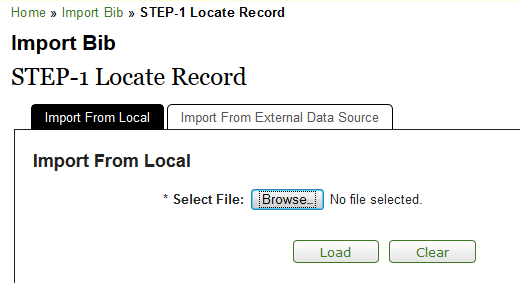 Home » Import Bib » STEP-1 Locate Record
Import Bib
STEP-1 Locate Record
Import From Local Import From External Data Source
Import From Local
* Select File: Browse... No file selected.
Load Clear